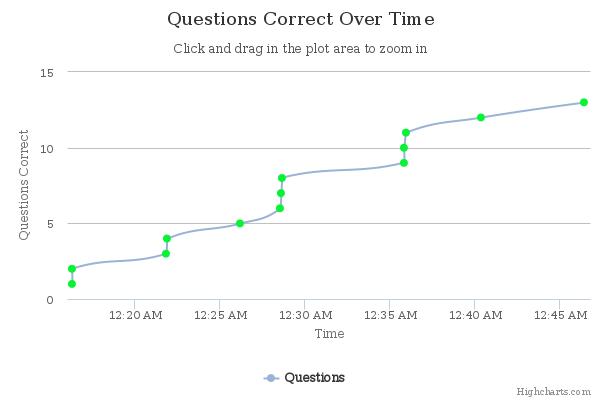 Questions Correct Over Time
Click and drag in the plot area to zoom in
Questions Correct
15
10
5
0
12:20 AM 12:25 AM 12:30 AM 12:35 AM 12:40 AM 12:45 AM
Time
Questions
Highcharts.com